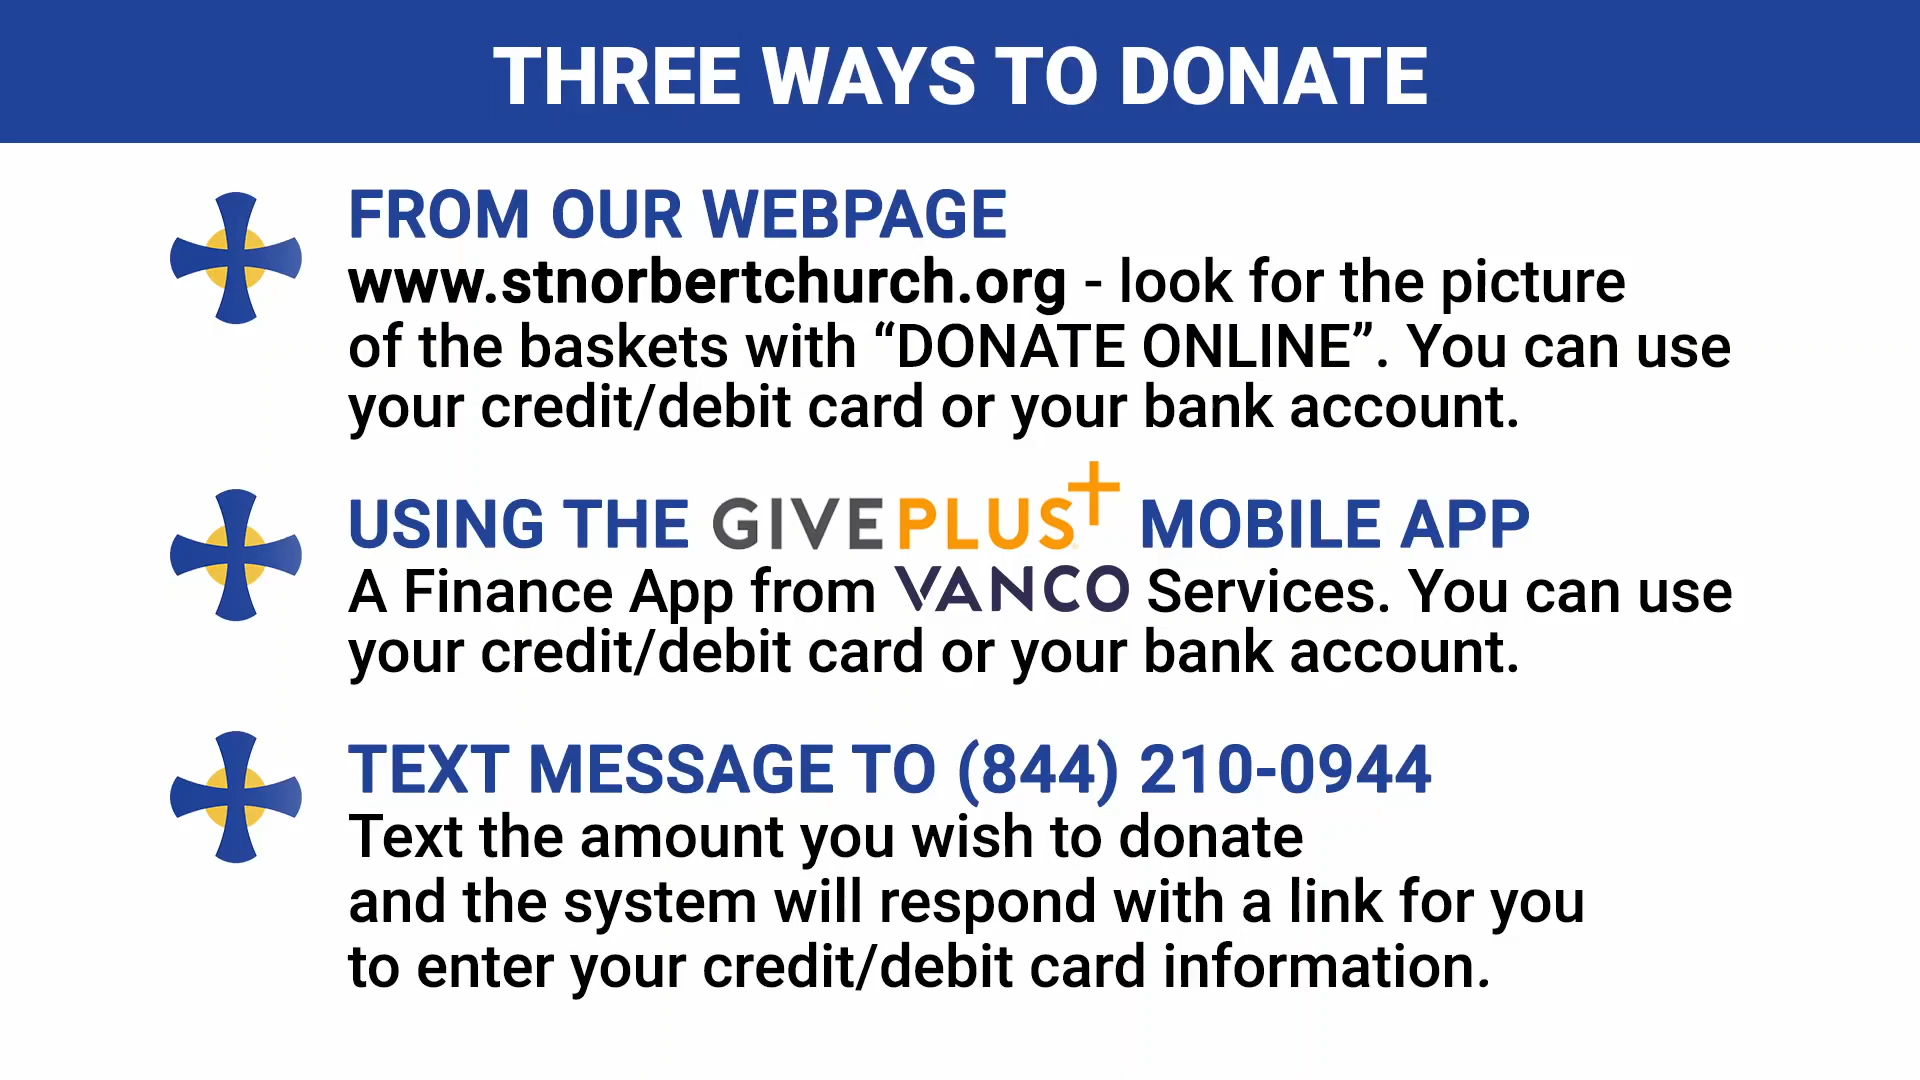 THREE WAYS TO DONATE
FROM OUR WEBPAGE
www.stnorbertchurch.org - look for the picture
of the baskets with “DONATE ONLINE”. You can use
your credit/debit card or your bank account.
USING THE GIVEPLUS+ MOBILE APP
A Finance App from VANCO Services. You can use
your credit/debit card or your bank account.
TEXT MESSAGE TO (844) 210-0944
Text the amount you wish to donate
and the system will respond with a link for you
to enter your credit/debit card information.